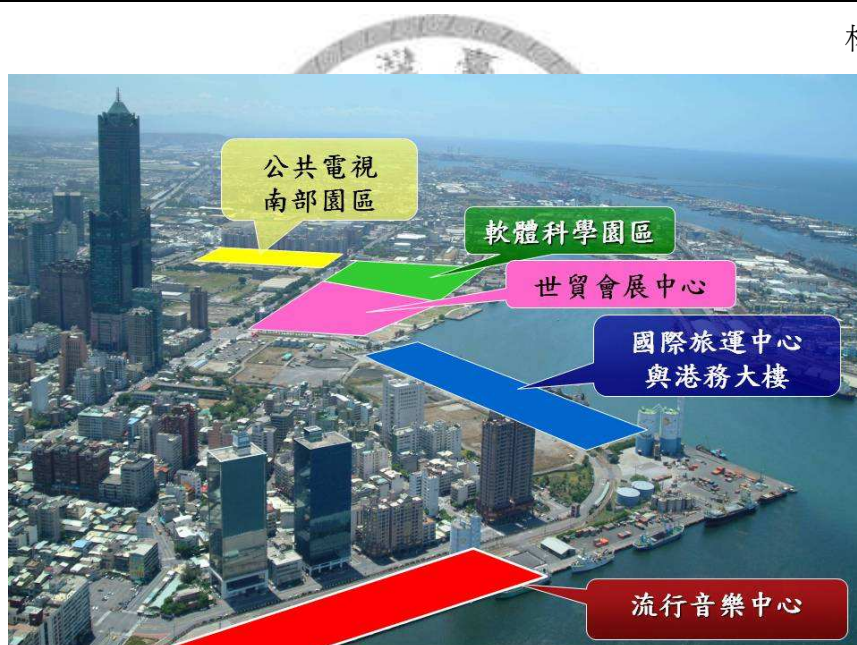 公共電視
南部園區
軟體科學園區
世貿會展中心
國際旅運中心
與港務大樓
流行音樂中心